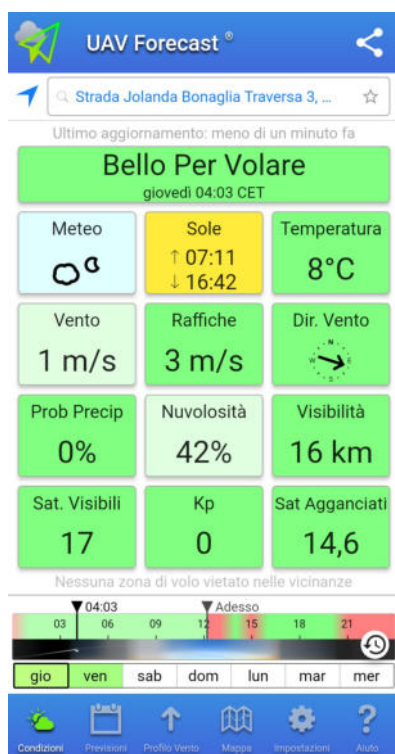 UAV Forecast ®
Strada Jolanda Bonaglia Traversa 3, ...
Ultimo aggiornamento: meno di un minuto fa
Bello Per Volare
giovedì 04:03 CET
Meteo
Sole
Temperatura
↑ 07:11
↓ 16:42
8°C
Vento
Raffiche
Dir. Vento
1 m/s
3 m/s
N
W E
S
Prob Precip
Nuvolosità
Visibilità
0%
42%
16 km
Sat. Visibili
Kp
Sat Agganciati
17
0
14,6
Nessuna zona di volo vietato nelle vicinanze
04:03 Adesso
03 06 09 12 15 18 21
gio ven sab dom lun mar mer
Condizioni Previsioni Profilo Vento Mappa Impostazioni Aiuto